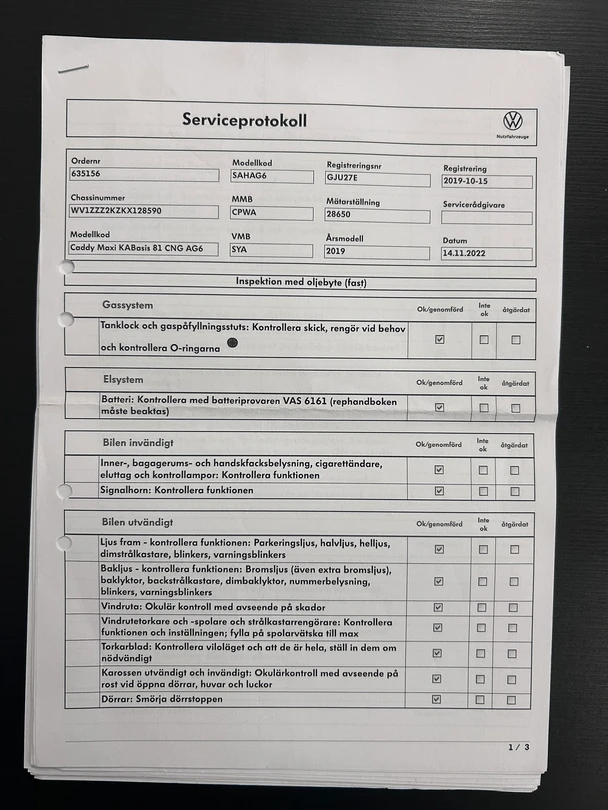 Serviceprotokoll
Nutzfahrzeuge
Ordernr
635156
Modellkod
SAHAG6
Registreringsnr
GJU27E
Registrering
2019-10-15
Chassinummer
WV1ZZZ2KZKX128590
MMB
CPWA
Mätarställning
28650
Servicerådgivare
Modellkod
Caddy Maxi KABasis 81 CNG AG6
VMB
SYA
Årsmodell
2019
Datum
14.11.2022
Inspektion med oljebyte (fast)
Gassystem
Ok/genomförd
Inte
ok
åtgärdat
Tanklock och gaspåfyllningsstuts: Kontrollera skick, rengör vid behov
och kontrollera O-ringarna
Elsystem
Ok/genomförd
Inte
ok
åtgärdat
Batteri: Kontrollera med batteriprovaren VAS 6161 (rephandboken
måste beaktas)
Bilen invändigt
Ok/genomförd
Inte
ok
åtgärdat
Inner-, bagagerums- och handskfacksbelysning, cigarettändare,
eluttag och kontrollampor: Kontrollera funktionen
Signalhorn: Kontrollera funktionen
Bilen utvändigt
Ok/genomförd
Inte
ok
åtgärdat
Ljus fram - kontrollera funktionen: Parkeringsljus, halvljus, helljus,
dimstrålkastare, blinkers, varningsblinkers
Bakljus - kontrollera funktionen: Bromsljus (även extra bromsljus),
baklyktor, backstrålkastare, dimbaklyktor, nummerbelysning,
blinkers, varningsblinkers
Vindruta: Okulär kontroll med avseende på skador
Vindrutetorkare och -spolare och strålkastarrengörare: Kontrollera
funktionen och inställningen; fylla på spolarvätska till max
Torkarblad: Kontrollera viloläget och att de är hela, ställ in dem om
nödvändigt
Karossen utvändigt och invändigt: Okulärkontroll med avseende på
rost vid öppna dörrar, huvar och luckor
Dörrar: Smörja dörrstoppen
1 / 3